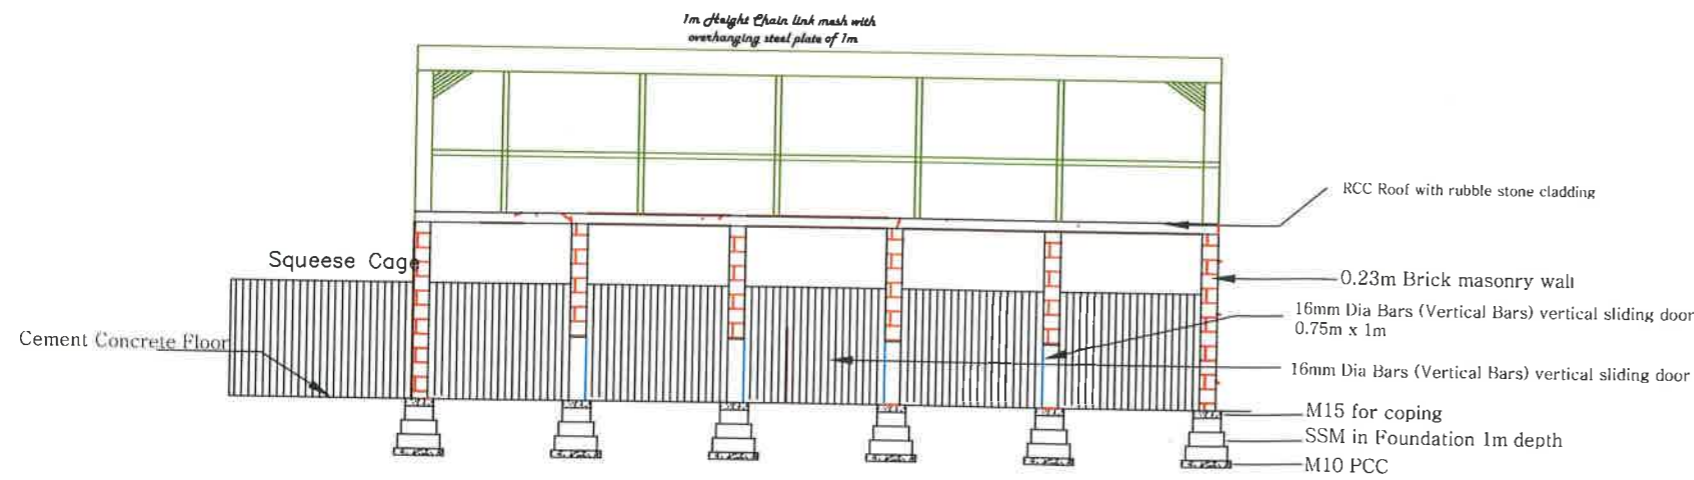 1m Height Chain link mesh with
overhanging steel plate of 1m
RCC Roof with rubble stone cladding
Squeese Cage
0.23m Brick masonry wall
16mm Dia Bars (Vertical Bars) vertical sliding door
0.75m x 1m
Cement Concrete Floor
16mm Dia Bars (Vertical Bars) vertical sliding door
M15 for coping
SSM in Foundation 1m depth
M10 PCC